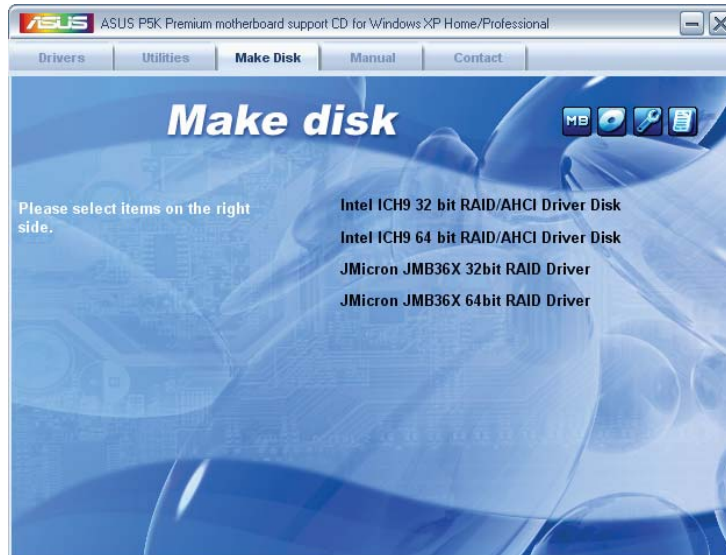 ASUS ASUS P5K Premium motherboard support CD for Windows XP Home/Professional
Drivers Utilities Make Disk Manual Contact
Make disk
MB
Please select items on the right
side.
Intel ICH9 32 bit RAID/AHCI Driver Disk
Intel ICH9 64 bit RAID/AHCI Driver Disk
JMicron JMB36X 32bit RAID Driver
JMicron JMB36X 64bit RAID Driver